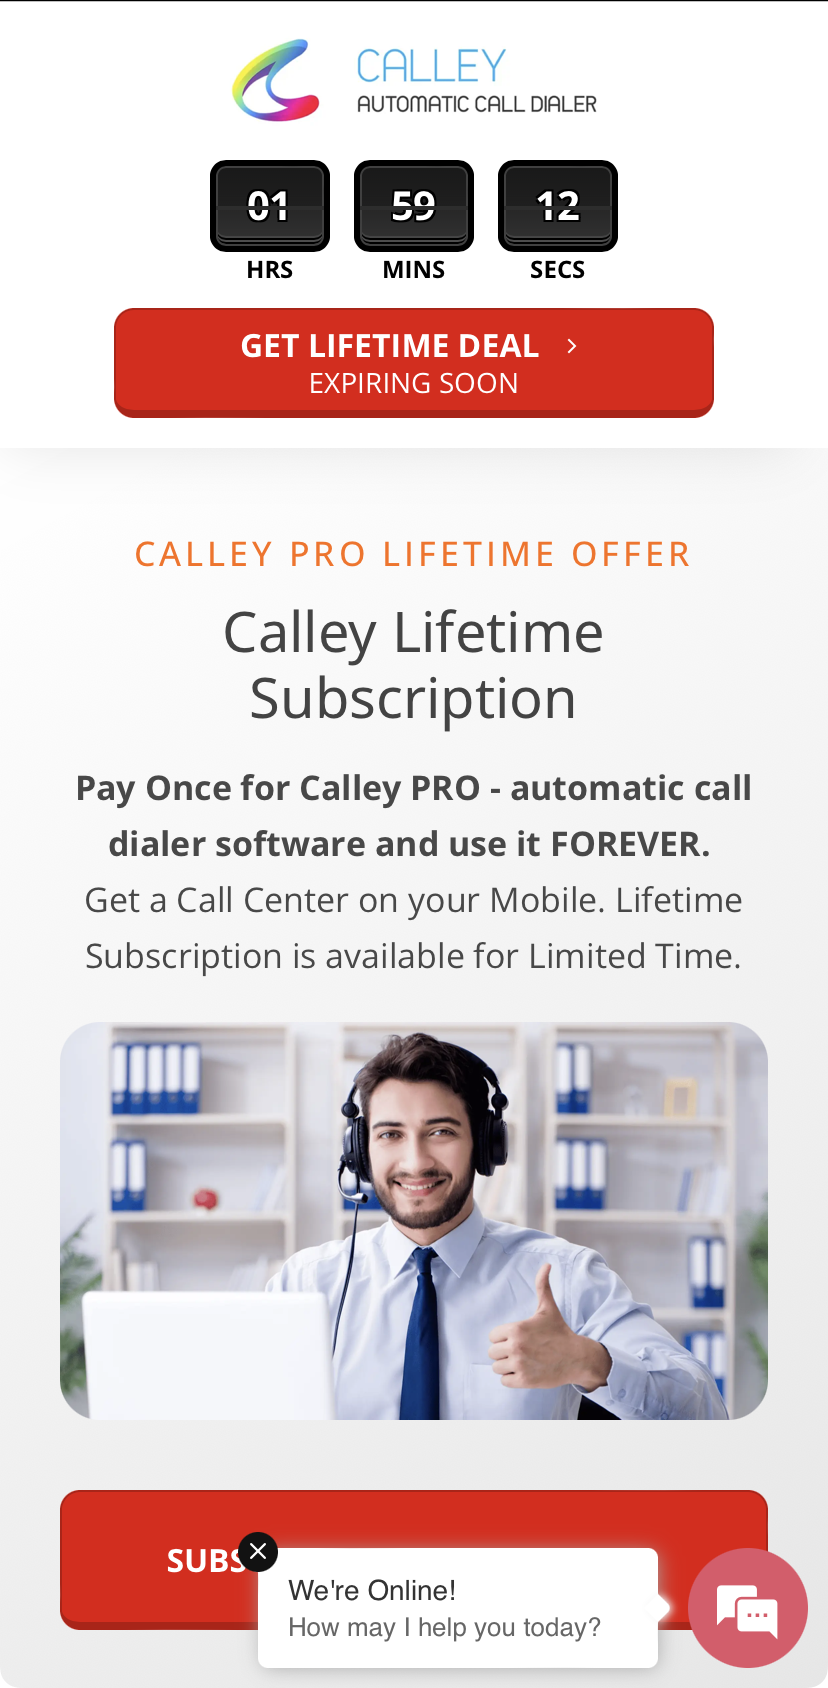 CALLEY
AUTOMATIC CALL DIALER
01 59 12
HRS MINS SECS
GET LIFETIME DEAL
EXPIRING SOON
CALLEY PRO LIFETIME OFFER
Calley Lifetime
Subscription
Pay Once for Calley PRO - automatic call
dialer software and use it FOREVER.
Get a Call Center on your Mobile. Lifetime
Subscription is available for Limited Time.
We're Online!
How may I help you today?